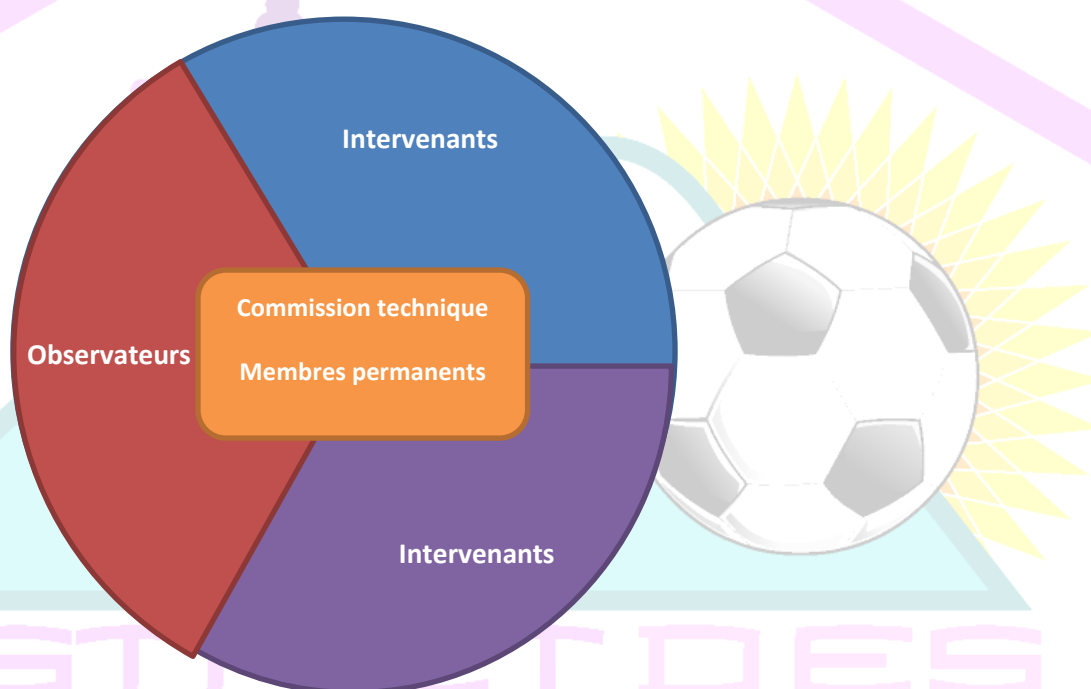 Intervenants
Commission technique
Observateurs
Membres permanents
Intervenants